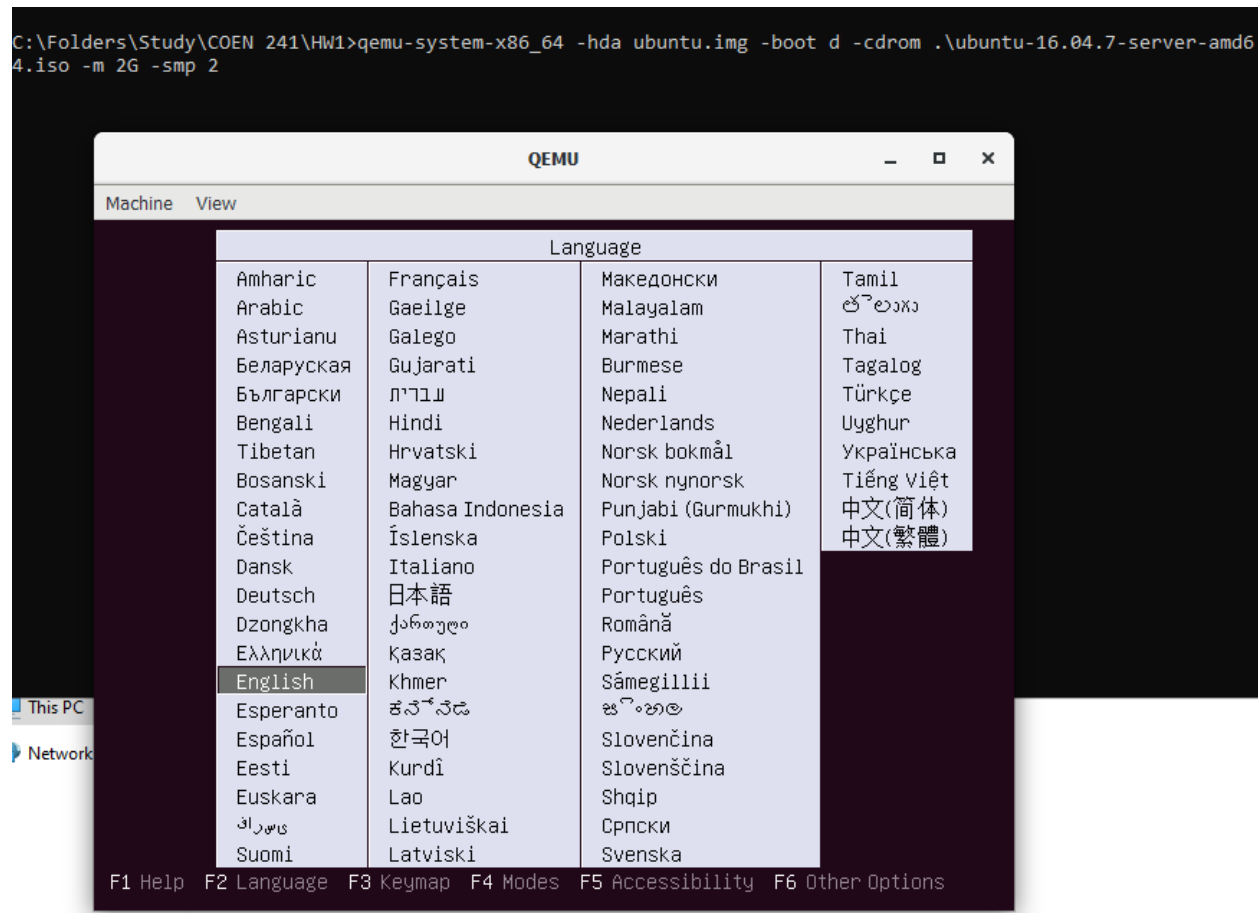 C:\Folders\Study\COEN 241\HW1>qemu-system-x86_64 -hda ubuntu.img -boot d -cdrom .\ubuntu-16.04.7-server-amd6
4.iso -m 2G -smp 2
QEMU
Machine View
Language
Amharic
Arabic
Asturianu
Беларуская
Български
Bengali
Tibetan
Bosanski
Català
Čeština
Dansk
Deutsch
Dzongkha
Ελληνικά
English
Esperanto
Español
Eesti
Euskara
Suomi
Français
Gaeilge
Galego
Gujarati
עברית
Hindi
Hrvatski
Magyar
Bahasa Indonesia
Íslenska
Italiano
日本語
ქართული
Қазақ
Khmer
한국어
Kurdî
Lao
Lietuviškai
Latviski
Македонски
Malayalam
Marathi
Burmese
Nepali
Nederlands
Norsk bokmål
Norsk nynorsk
Punjabi (Gurmukhi)
Polski
Português do Brasil
Português
Română
Русский
Sámegillii
Slovenčina
Slovenščina
Shqip
Српски
Svenska
Tamil
Thai
Tagalog
Türkçe
Uyghur
Українська
Tiếng Việt
中文(简体)
中文(繁體)
This PC
Network
F1 Help F2 Language F3 Keymap F4 Modes F5 Accessibility F6 Other Options